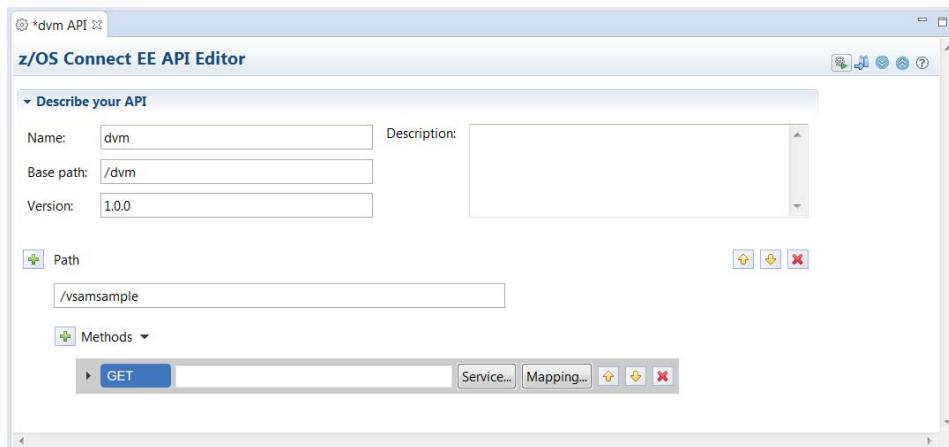 *dvm API
z/OS Connect EE API Editor
Describe your API
Name: dvm
Description:
Base path: /dvm
Version: 1.0.0
Path
/vsamsample
Methods
GET Service... Mapping...